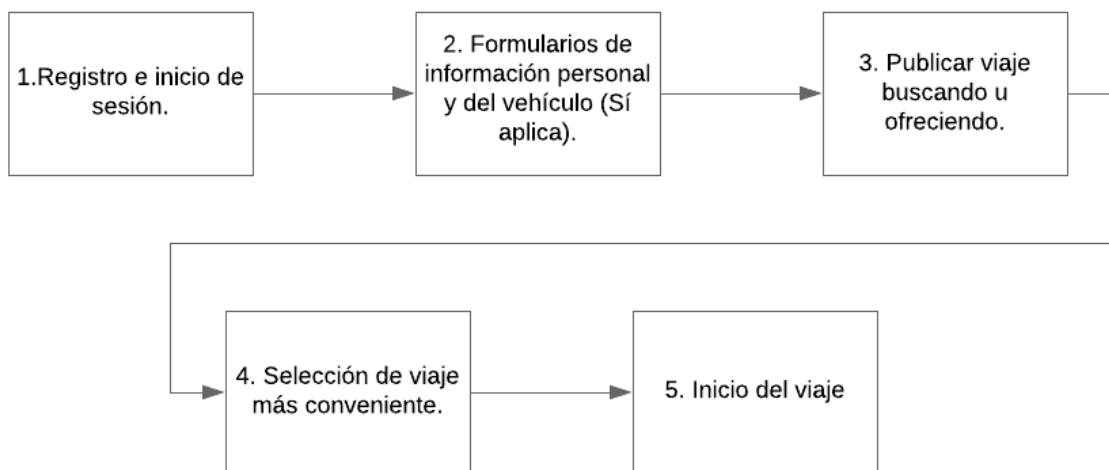 1.Registro e inicio de
sesión.
2. Formularios de
información personal
y del vehículo (Sí
aplica).
3. Publicar viaje
buscando u
ofreciendo.
4. Selección de viaje
más conveniente.
5. Inicio del viaje